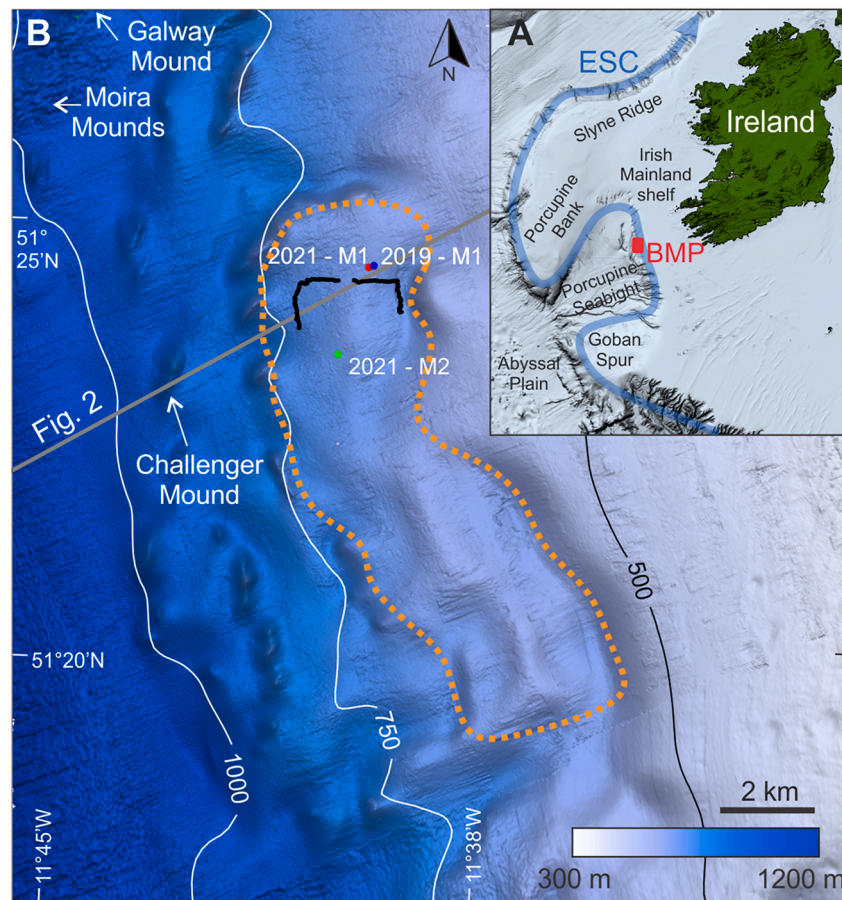 B
Galway
Mound
Moira
Mounds
N
A
ESC
Slyne Ridge
Ireland
Irish
Mainland
shelf
Porcupine
Bank
BMP
Porcupine
Seabight
Goban
Spur
Abyssal
Plain
51°
25'N
2021 - M1
2019 - M1
2021 - M2
Fig. 2
Challenger
Mound
500
51°20'N
750
1000
2 km
11°45'W
11°38'W
300 m
1200 m